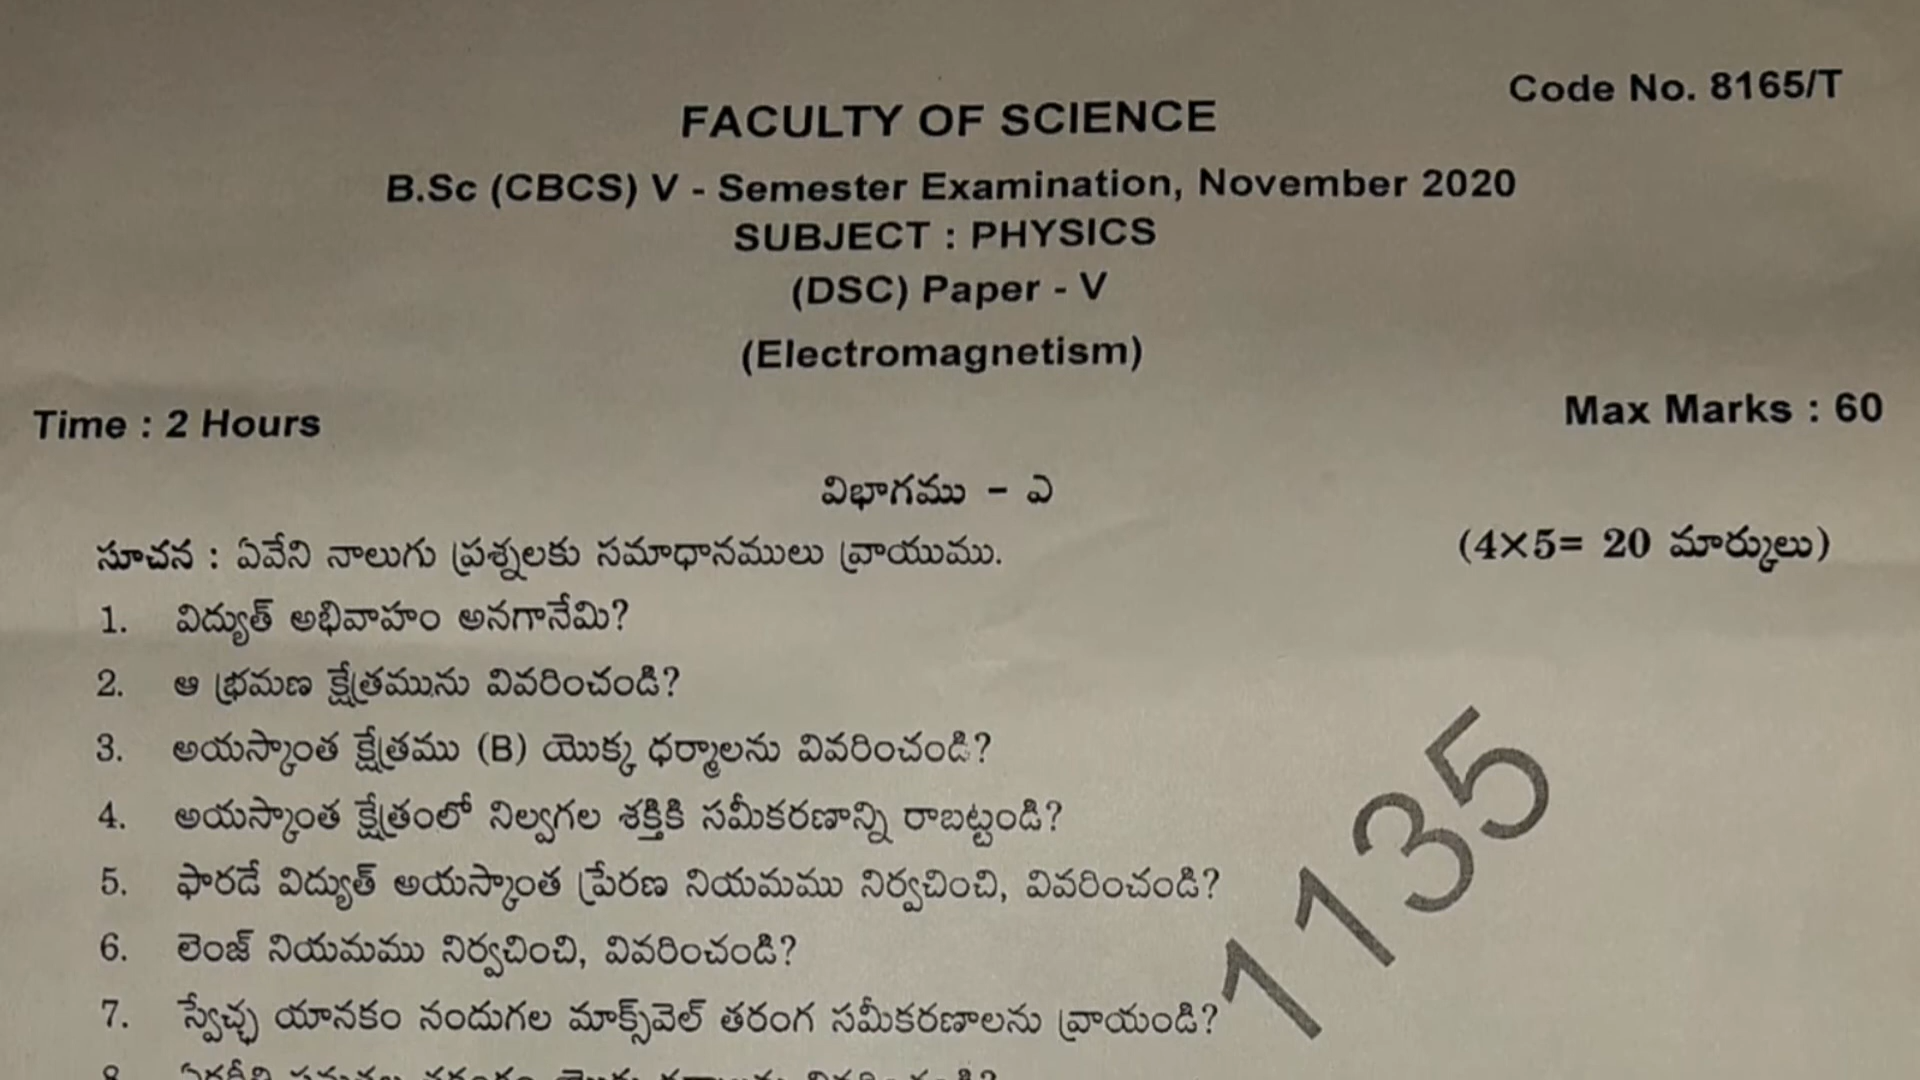 Code No. 8165/T
FACULTY OF SCIENCE
B.Sc (CBCS) V - Semester Examination, November 2020
SUBJECT : PHYSICS
(DSC) Paper - V
(Electromagnetism)
Time : 2 Hours Max Marks : 60
విభాగము - ఎ
సూచన : ఏవేని నాలుగు ప్రశ్నలకు సమాధానములు వ్రాయుము. (4×5= 20 మార్కులు)
1. విద్యుత్ అభివాహం అనగానేమి?
2. ఆ భ్రమణ క్షేత్రమును వివరించండి?
3. అయస్కాంత క్షేత్రము (B) యొక్క ధర్మాలను వివరించండి?
4. అయస్కాంత క్షేత్రంలో నిల్వగల శక్తికి సమీకరణాన్ని రాబట్టండి?
5. ఫారడే విద్యుత్ అయస్కాంత ప్రేరణ నియమము నిర్వచించి, వివరించండి?
6. లెంజ్ నియమము నిర్వచించి, వివరించండి?
7. స్వేచ్ఛ యానకం నందుగల మాక్స్‌వెల్ తరంగ సమీకరణాలను వ్రాయండి?
1135